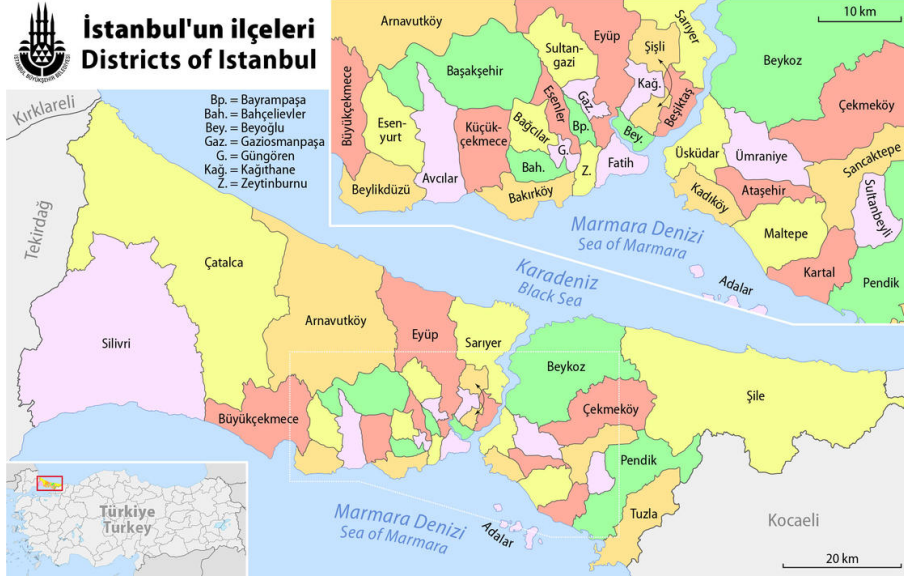 İstanbul'un ilçeleri
Districts of Istanbul
İSTANBUL BÜYÜKŞEHİR BELEDİYESİ
Bp. = Bayrampaşa
Bah. = Bahçelievler
Bey. = Beyoğlu
Gaz. = Gaziosmanpaşa
G. = Güngören
Kağ. = Kağıthane
Z. = Zeytinburnu
10 km
Arnavutköy
Eyüp
Sarıyer
Şişli
Beykoz
Sultan-
gazi
Başakşehir
Büyükçekmece
Esen-
yurt
Avcılar
Küçük-
çekmece
Esenler
Bağcılar
Gaz.
Kağ.
Beşiktaş
Bp.
Bey.
G.
Bah.
Z.
Fatih
Beylikdüzü
Bakırköy
Çekmeköy
Üsküdar
Ümraniye
Sancaktepe
Kadıköy
Ataşehir
Sultanbeyli
Maltepe
Kartal
Pendik
Marmara Denizi
Sea of Marmara
Adalar
Kırklareli
Tekirdağ
Karadeniz
Black Sea
Çatalca
Silivri
Arnavutköy
Eyüp
Sarıyer
Beykoz
Büyükçekmece
Çekmeköy
Şile
Pendik
Tuzla
Marmara Denizi
Sea of Marmara
Adalar
Kocaeli
Türkiye
Turkey
20 km